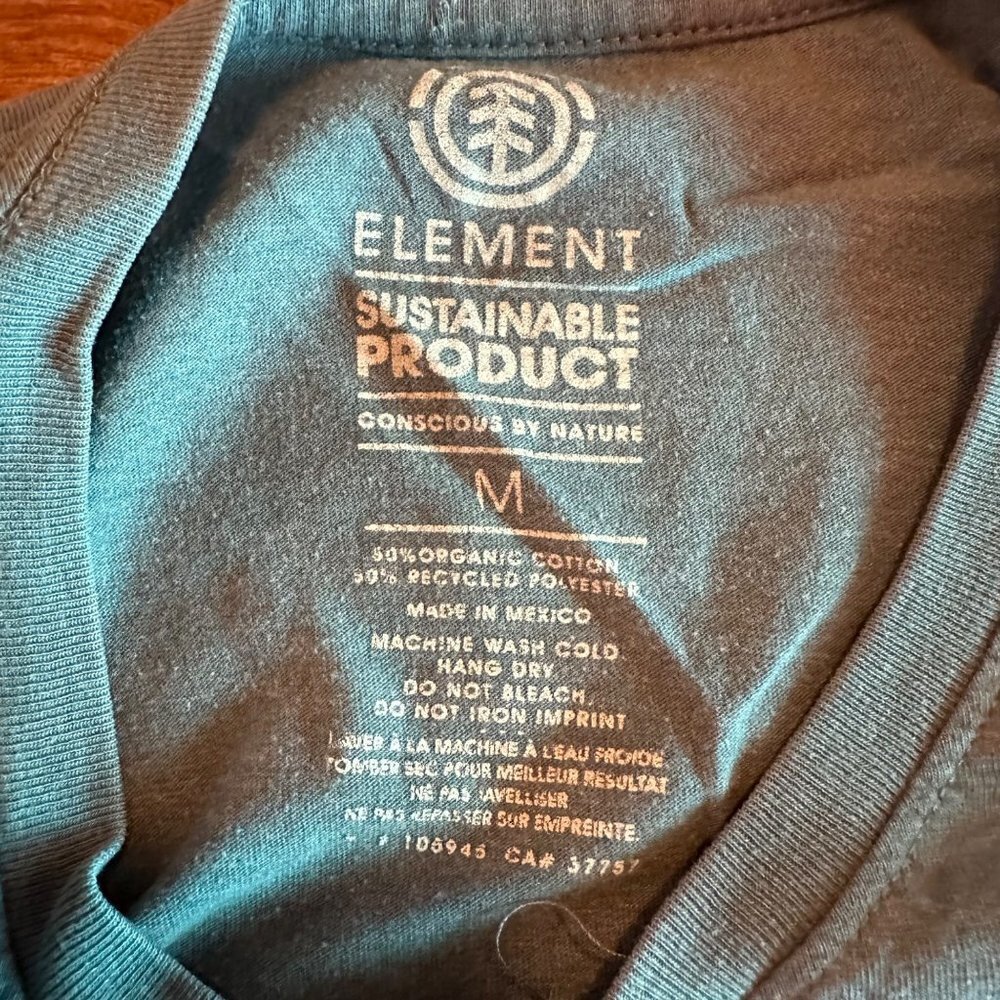 ELEMENT
SUSTAINABLE
PRODUCT
CONSCIOUS BY NATURE
M
50% ORGANIC COTTON
50% RECYCLED POLYESTER
MADE IN MEXICO
MACHINE WASH COLD
HANG DRY
DO NOT BLEACH
DO NOT IRON IMPRINT
LAVER À LA MACHINE À L'EAU FROIDE
TOMBER SEC POUR MEILLEUR RESULTAT
NE PAS JAVELLISER
NE PAS REPASSER SUR EMPREINTE
CA# 37757